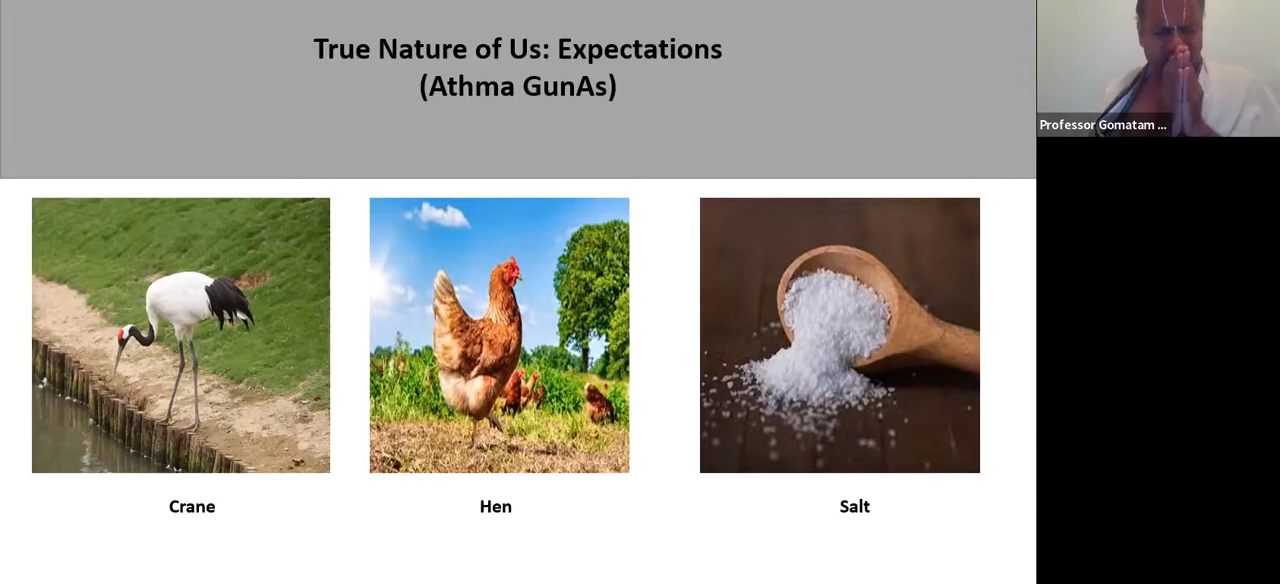 True Nature of Us: Expectations
(Athma GunAs)
Professor Gomatam ...
Crane
Hen
Salt